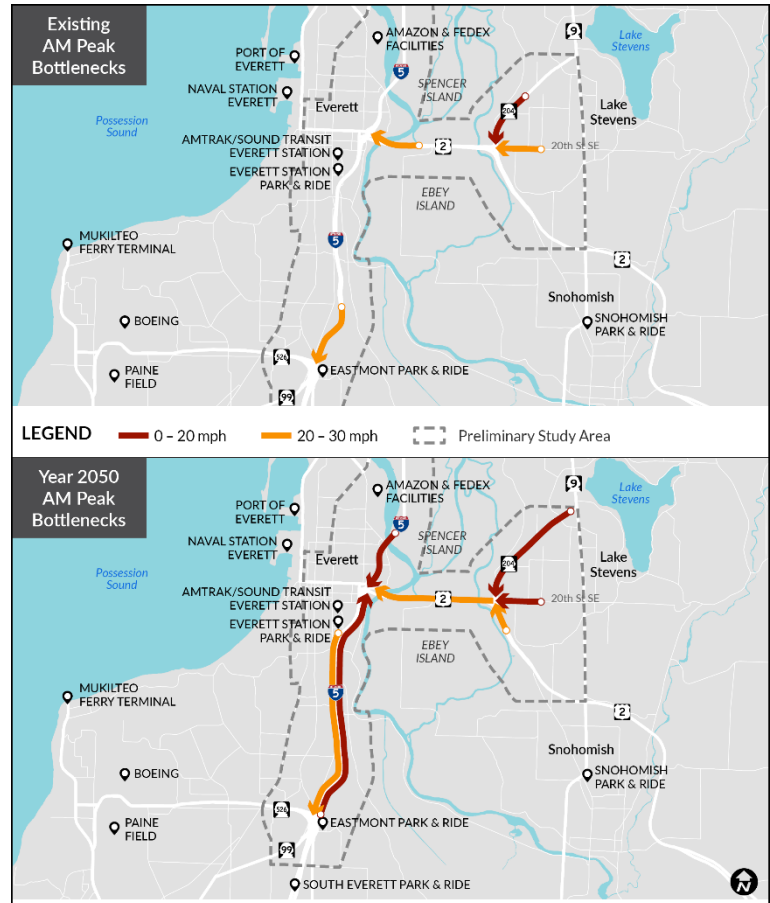 Existing
AM Peak
Bottlenecks
AMAZON & FEDEX
FACILITIES
9
Lake
Stevens
PORT OF
EVERETT
5
SPENCER
ISLAND
NAVAL STATION
EVERETT
Everett
204
Lake
Stevens
Possession
Sound
AMTRAK/SOUND TRANSIT
EVERETT STATION
2
20th St SE
EVERETT STATION
PARK & RIDE
EBEY
ISLAND
MUKILTEO
FERRY TERMINAL
5
2
Snohomish
BOEING
SNOHOMISH
PARK & RIDE
526
PAINE
FIELD
EASTMONT PARK & RIDE
99
LEGEND
0 – 20 mph
20 – 30 mph
Preliminary Study Area
Year 2050
AM Peak
Bottlenecks
AMAZON & FEDEX
FACILITIES
9
Lake
Stevens
PORT OF
EVERETT
5
SPENCER
ISLAND
NAVAL STATION
EVERETT
Everett
204
Lake
Stevens
Possession
Sound
AMTRAK/SOUND TRANSIT
EVERETT STATION
2
20th St SE
EVERETT STATION
PARK & RIDE
EBEY
ISLAND
MUKILTEO
FERRY TERMINAL
5
2
Snohomish
BOEING
SNOHOMISH
PARK & RIDE
526
PAINE
FIELD
EASTMONT PARK & RIDE
99
SOUTH EVERETT PARK & RIDE
N